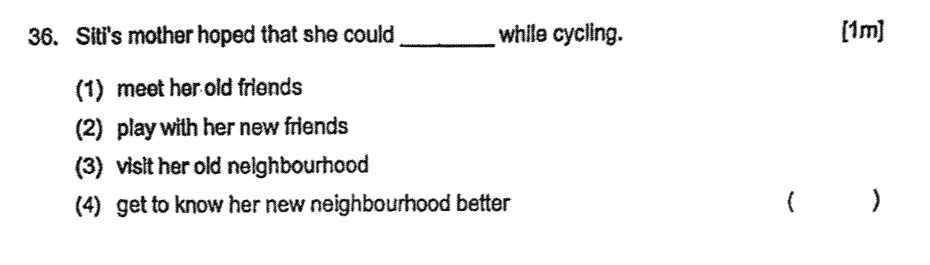 36. Siti's mother hoped that she could ________ while cycling. [1m]
(1) meet her old friends
(2) play with her new friends
(3) visit her old neighbourhood
(4) get to know her new neighbourhood better ( )